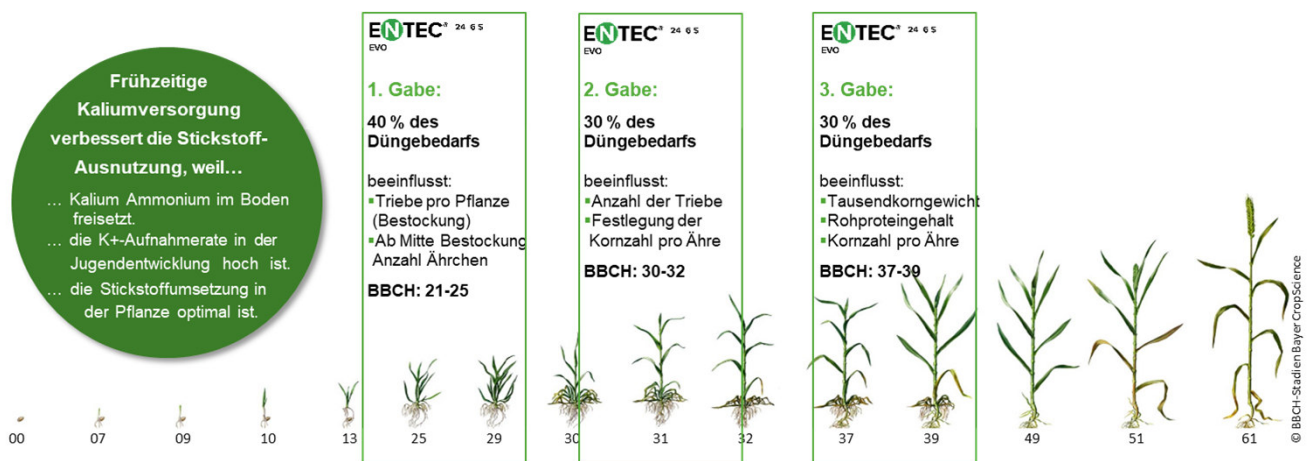 Frühzeitige
Kaliumversorgung
verbessert die Stickstoff-
Ausnutzung, weil…
… Kalium Ammonium im Boden
freisetzt.
… die K+-Aufnahmerate in der
Jugendentwicklung hoch ist.
… die Stickstoffumsetzung in
der Pflanze optimal ist.
ENTEC® 24 6 5
EVO
1. Gabe:
40 % des
Düngebedarfs
beeinflusst:
▪Triebe pro Pflanze
(Bestockung)
▪Ab Mitte Bestockung
Anzahl Ährchen
BBCH: 21-25
ENTEC® 24 6 5
EVO
2. Gabe:
30 % des
Düngebedarfs
beeinflusst:
▪Anzahl der Triebe
▪Festlegung der
Kornzahl pro Ähre
BBCH: 30-32
ENTEC® 24 6 5
EVO
3. Gabe:
30 % des
Düngebedarfs
beeinflusst:
▪Tausendkorngewicht
▪Rohproteingehalt
▪Kornzahl pro Ähre
BBCH: 37-39
00 07 09 10 13 25 29 30 31 32 37 39 49 51 61
© BBCH-Stadien Bayer CropScience